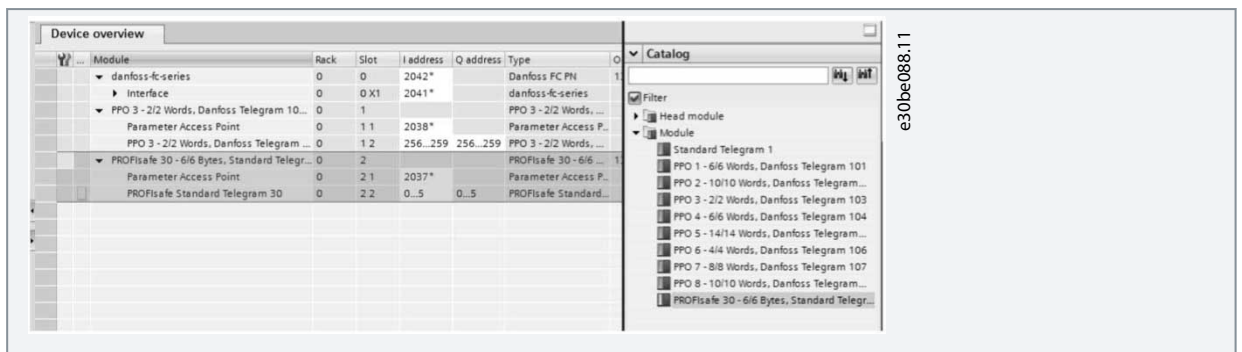 Device overview
... Module Rack Slot I address Q address Type O
danfoss-fc-series 0 0 2042* Danfoss FC PN 1
Interface 0 0 X1 2041* danfoss-fc-series
PPO 3 - 2/2 Words, Danfoss Telegram 10... 0 1 PPO 3 - 2/2 Words, ...
Parameter Access Point 0 1 1 2038* Parameter Access P...
PPO 3 - 2/2 Words, Danfoss Telegram ... 0 1 2 256...259 256...259 PPO 3 - 2/2 Words, ...
PROFIsafe 30 - 6/6 Bytes, Standard Telegr... 0 2 PROFIsafe 30 - 6/6 ... 1
Parameter Access Point 0 2 1 2037* Parameter Access P...
PROFIsafe Standard Telegram 30 0 2 2 0...5 0...5 PROFIsafe Standard...
Catalog
Filter
Head module
Module
Standard Telegram 1
PPO 1 - 6/6 Words, Danfoss Telegram 101
PPO 2 - 10/10 Words, Danfoss Telegram...
PPO 3 - 2/2 Words, Danfoss Telegram 103
PPO 4 - 6/6 Words, Danfoss Telegram 104
PPO 5 - 14/14 Words, Danfoss Telegram...
PPO 6 - 4/4 Words, Danfoss Telegram 106
PPO 7 - 8/8 Words, Danfoss Telegram 107
PPO 8 - 10/10 Words, Danfoss Telegram...
PROFIsafe 30 - 6/6 Bytes, Standard Telegr...
e30be088.11